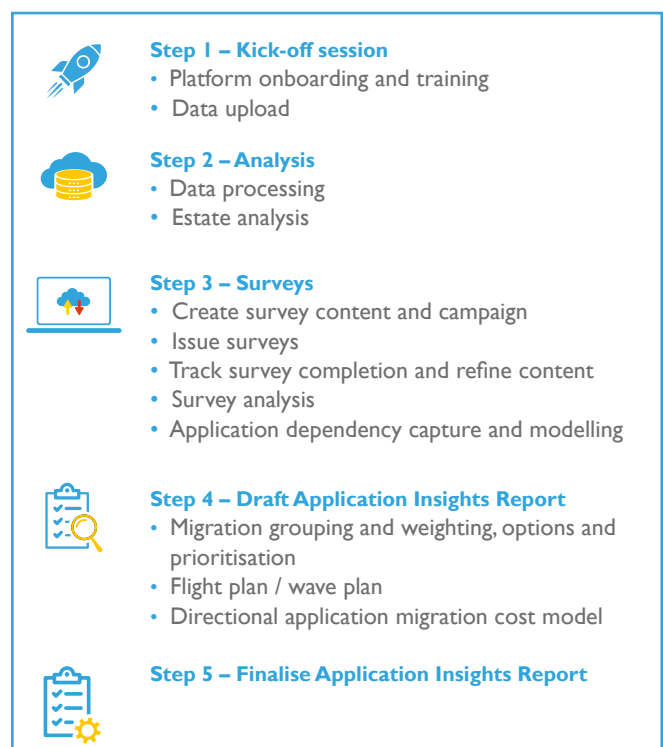 Step 1 – Kick-off session
• Platform onboarding and training
• Data upload
Step 2 – Analysis
• Data processing
• Estate analysis
Step 3 – Surveys
• Create survey content and campaign
• Issue surveys
• Track survey completion and refine content
• Survey analysis
• Application dependency capture and modelling
Step 4 – Draft Application Insights Report
• Migration grouping and weighting, options and
prioritisation
• Flight plan / wave plan
• Directional application migration cost model
Step 5 – Finalise Application Insights Report